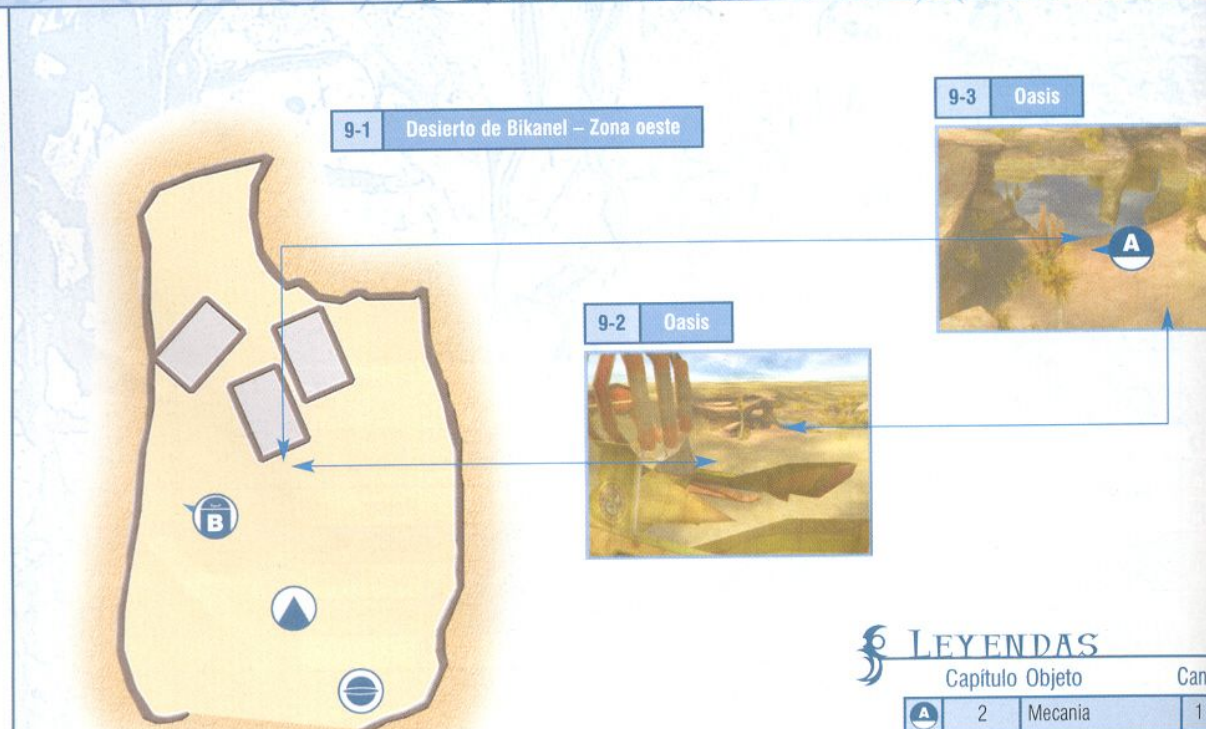 9-1 Desierto de Bikanel – Zona oeste
9-3 Oasis
A
9-2 Oasis
B
LEYENDAS
Capítulo Objeto Can
A 2 Mecania 1